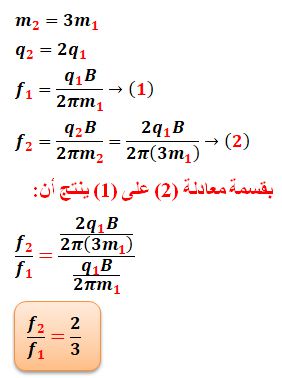 m₂ = 3m₁
q₂ = 2q₁
f₁ = q₁B / 2πm₁ → (1)
f₂ = q₂B / 2πm₂ = 2q₁B / 2π(3m₁) → (2)
بقسمة معادلة (2) على (1) ينتج أن:
f₂ / f₁ = (2q₁B / 2π(3m₁)) / (q₁B / 2πm₁)
f₂ / f₁ = 2 / 3